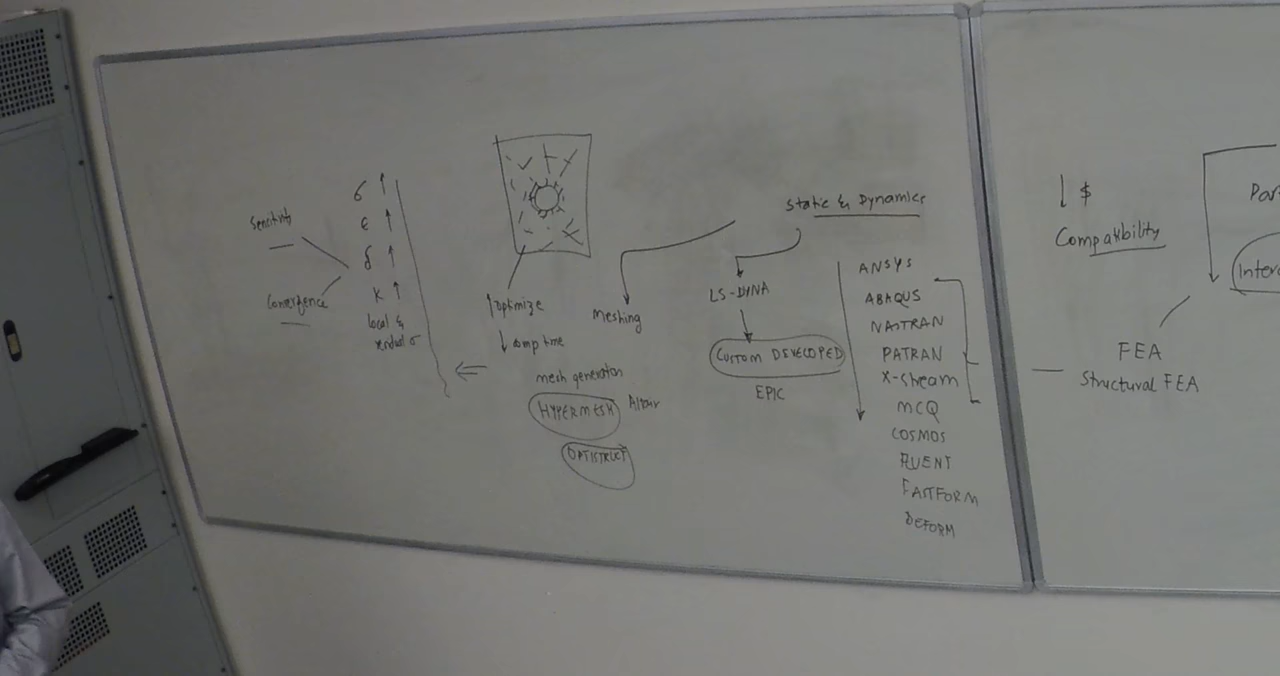 Sensitivity
Convergence
σ ↑
ε ↑
δ ↑
K ↑
local &
residual σ
↑optimize
↓ comp time
mesh generation
HYPERMESH Altair
OPTISTRUCT
Meshing
Static & Dynamics
LS-DYNA
CUSTOM DEVELOPED
EPIC
ANSYS
ABAQUS
NASTRAN
PATRAN
X-stream
MCQ
COSMOS
FLUENT
FASTFORM
DEFORM
↓ $
Compatibility
FEA
Structural FEA